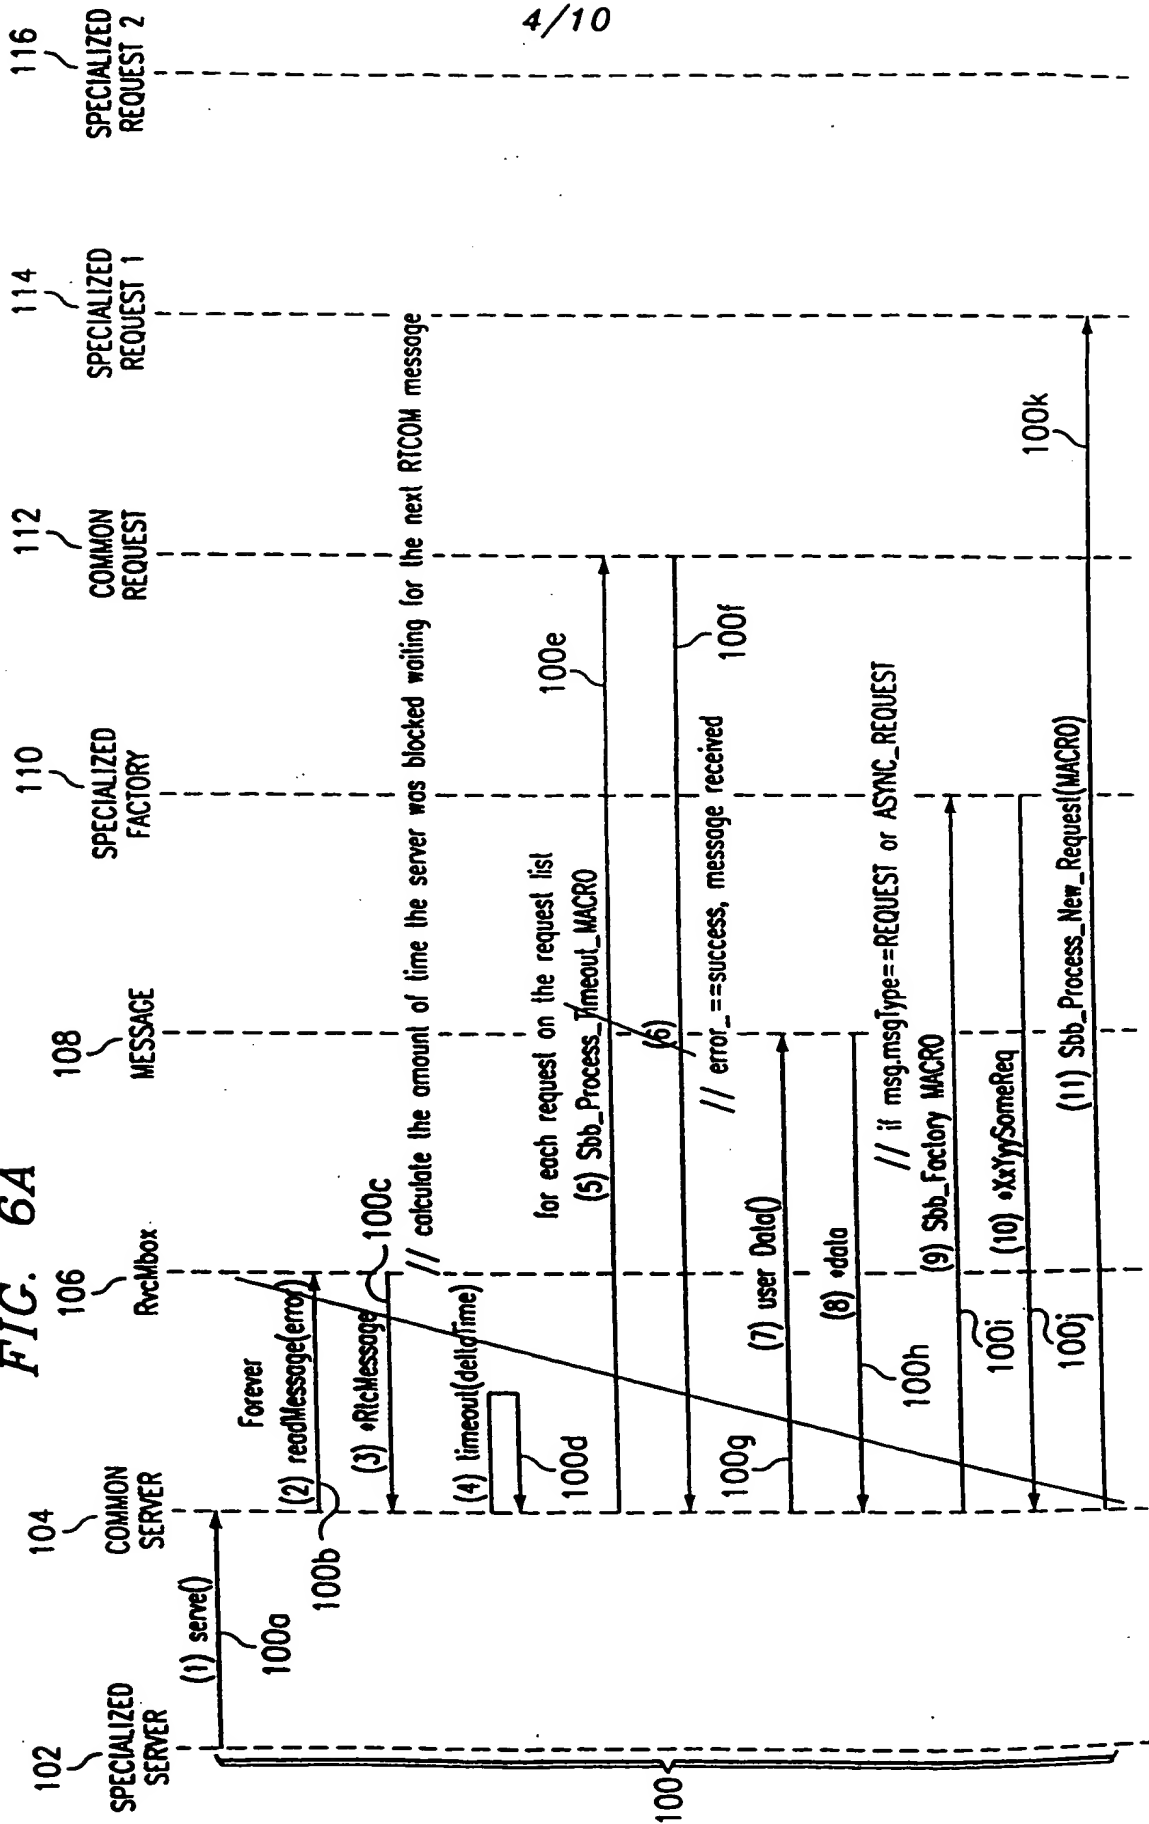 4/10
FIG. 6A
102
SPECIALIZED
SERVER
104
COMMON
SERVER
106
RvcMbox
108
MESSAGE
110
SPECIALIZED
FACTORY
112
COMMON
REQUEST
114
SPECIALIZED
REQUEST 1
116
SPECIALIZED
REQUEST 2
(1) serve()
100a
Forever
(2) readMessage(error)
100b
(3) *RtcMessage
100c
// calculate the amount of time the server was blocked waiting for the next RTCOM message
(4) timeout(deltaTime)
100d
for each request on the request list
(5) Sbb_Process_Timeout_MACRO
100e
(6)
100f
// error_==success, message received
(7) user Data()
100g
(8) *data
100h
// if msg.msgType==REQUEST or ASYNC_REQUEST
(9) Sbb_Factory MACRO
100i
(10) *XxYyySomeReq
100j
(11) Sbb_Process_New_Request(MACRO)
100k
100